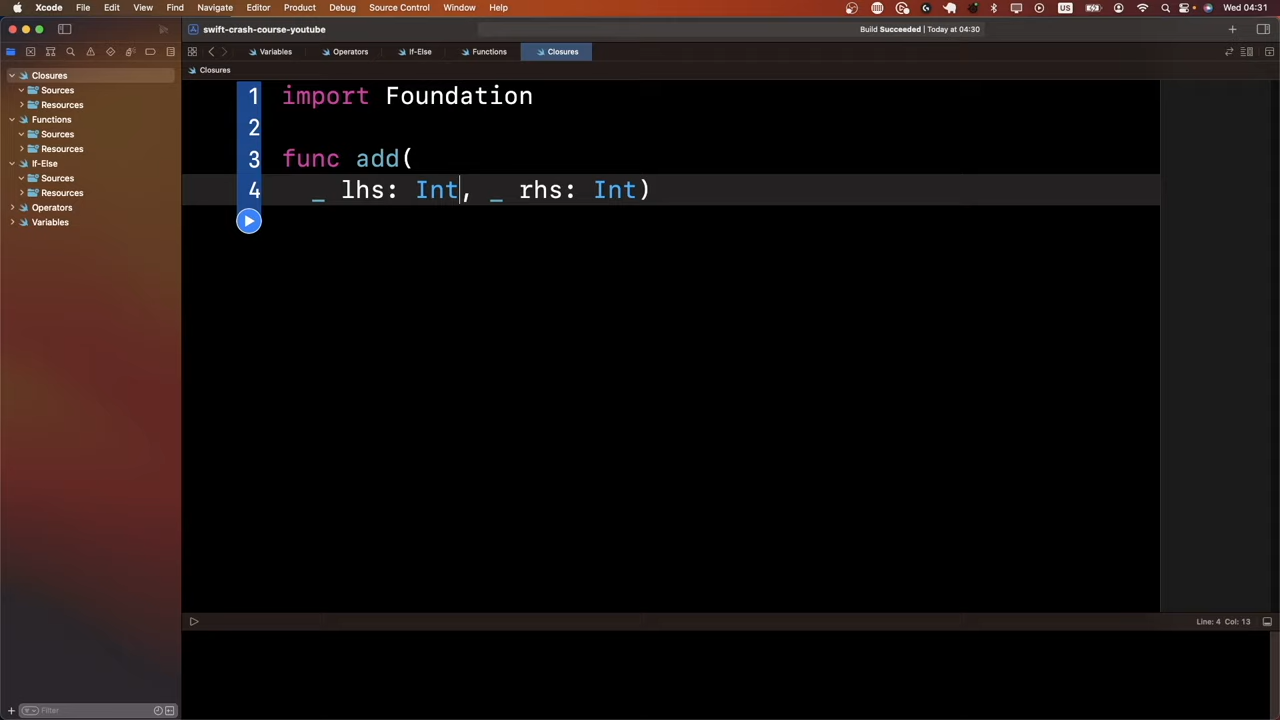 Xcode File Edit View Find Navigate Editor Product Debug Source Control Window Help US Wed 04:31
swift-crash-course-youtube Build Succeeded | Today at 04:30
Variables Operators If-Else Functions Closures
Closures
Closures
Sources
Resources
Functions
Sources
Resources
If-Else
Sources
Resources
Operators
Variables
1 import Foundation
2
3 func add(
4 _ lhs: Int, _ rhs: Int)
Line: 4 Col: 13
Filter